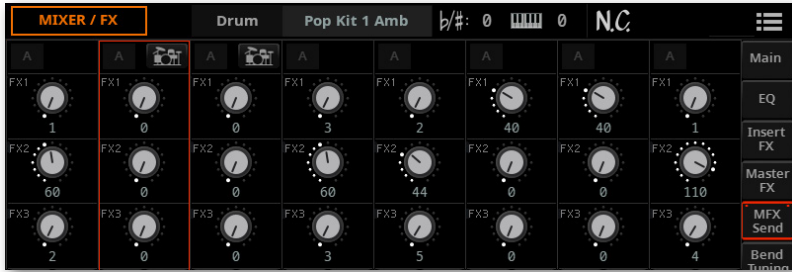 MIXER / FX Drum Pop Kit 1 Amb b/#: 0 0 N.C.
A A A A A A A A Main
FX1 FX1 FX1 FX1 FX1 FX1 FX1 FX1
EQ
1 0 0 3 2 40 40 1
Insert
FX
FX2 FX2 FX2 FX2 FX2 FX2 FX2 FX2
Master
FX
60 0 0 60 44 0 0 110
FX3 FX3 FX3 FX3 FX3 FX3 FX3 FX3
MFX
Send
2 0 0 3 5 0 0 4
Bend
Tuning